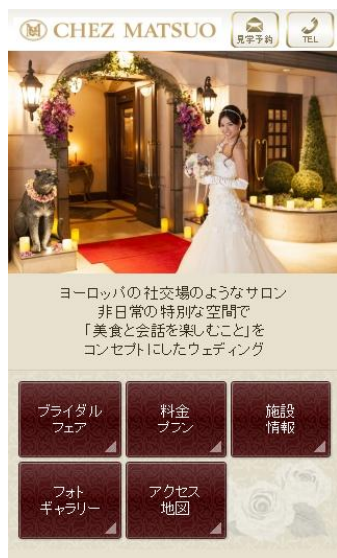 CHEZ MATSUO
見学予約
TEL
ヨーロッパの社交場のようなサロン
非日常の特別な空間で
「美食と会話を楽しむこと」を
コンセプトにしたウェディング
ブライダル
フェア
料金
プラン
施設
情報
フォト
ギャラリー
アクセス
地図